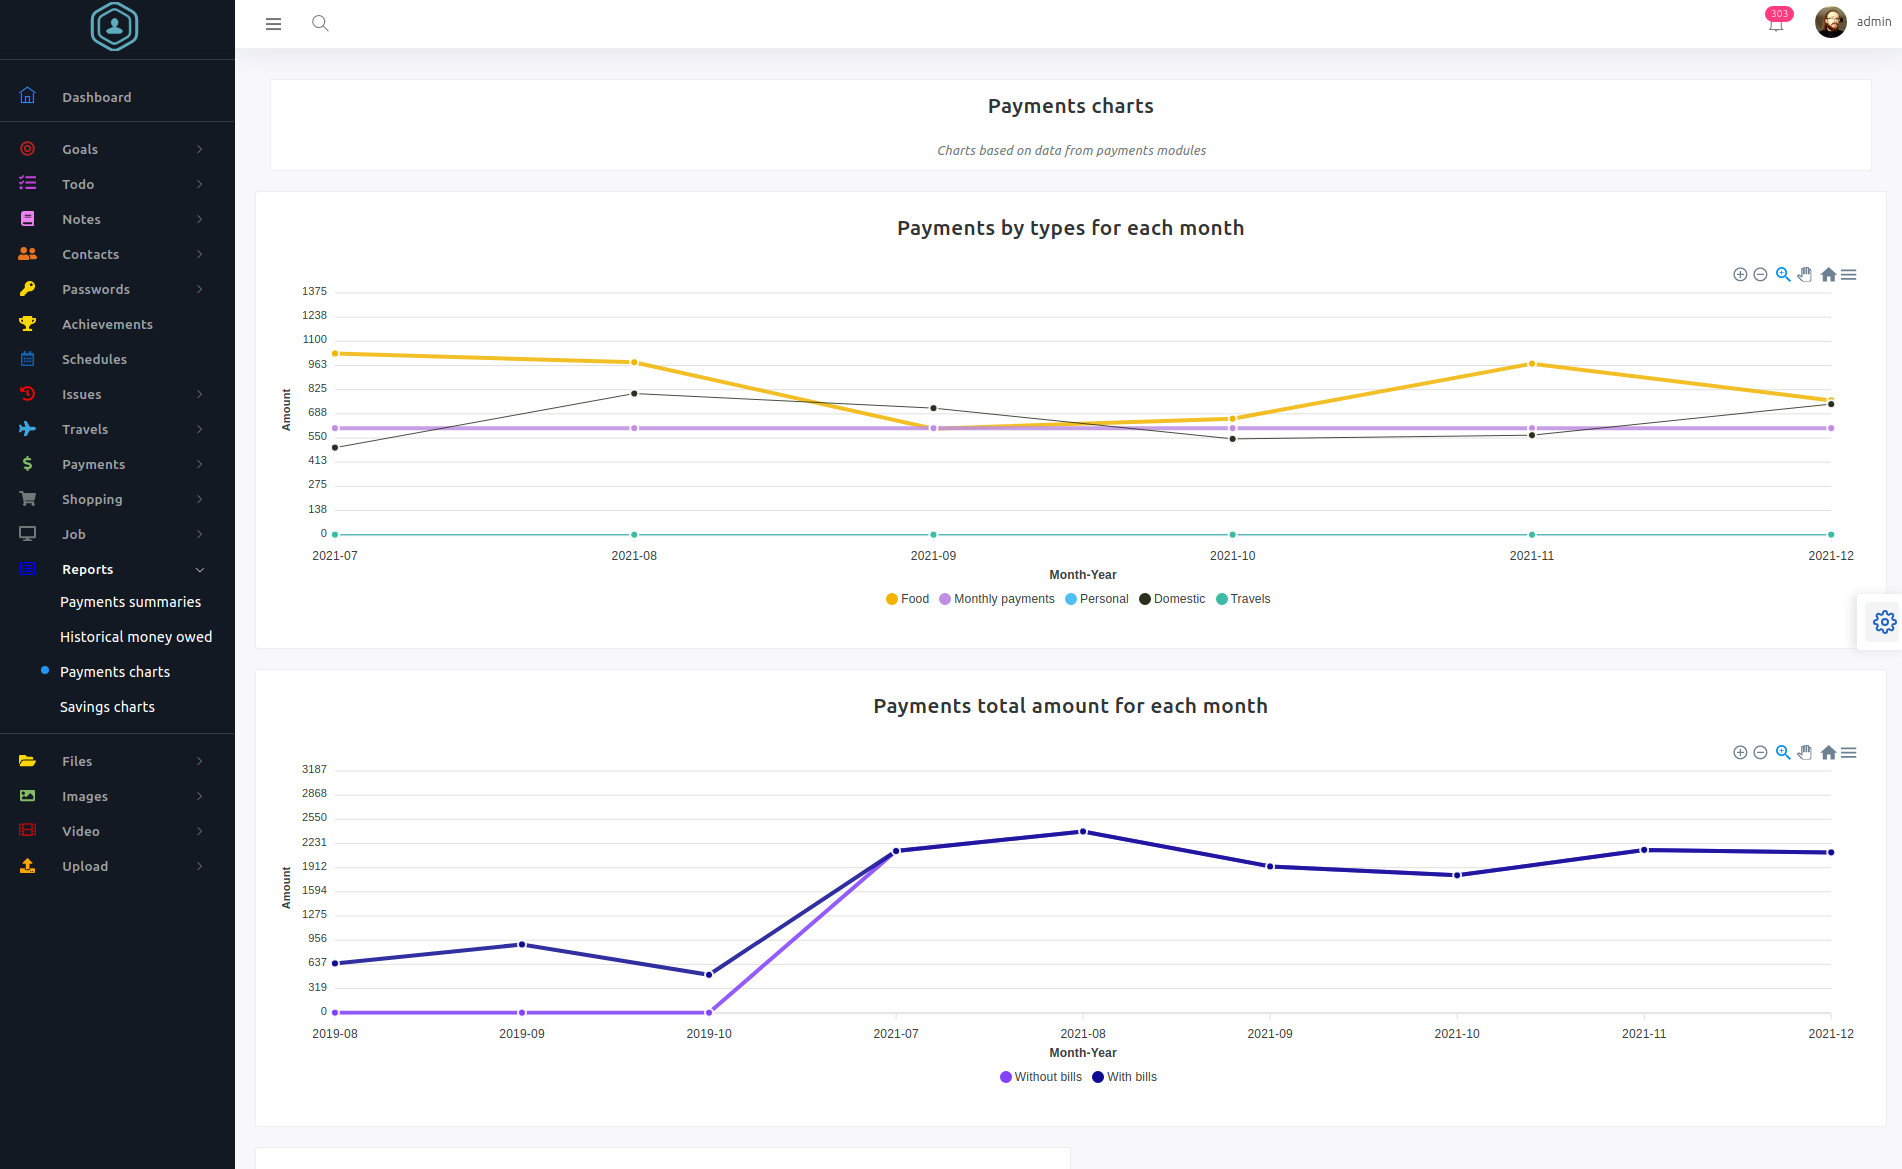 303
admin
Dashboard
Goals
Todo
Notes
Contacts
Passwords
Achievements
Schedules
Issues
Travels
Payments
Shopping
Job
Reports
Payments summaries
Historical money owed
Payments charts
Savings charts
Files
Images
Video
Upload
Payments charts
Charts based on data from payments modules
Payments by types for each month
1375
1238
1100
963
825
688
550
413
275
138
0
Amount
2021-07 2021-08 2021-09 2021-10 2021-11 2021-12
Month-Year
Food Monthly payments Personal Domestic Travels
Payments total amount for each month
3187
2868
2550
2231
1912
1594
1275
956
637
319
0
Amount
2019-08 2019-09 2019-10 2021-07 2021-08 2021-09 2021-10 2021-11 2021-12
Month-Year
Without bills With bills